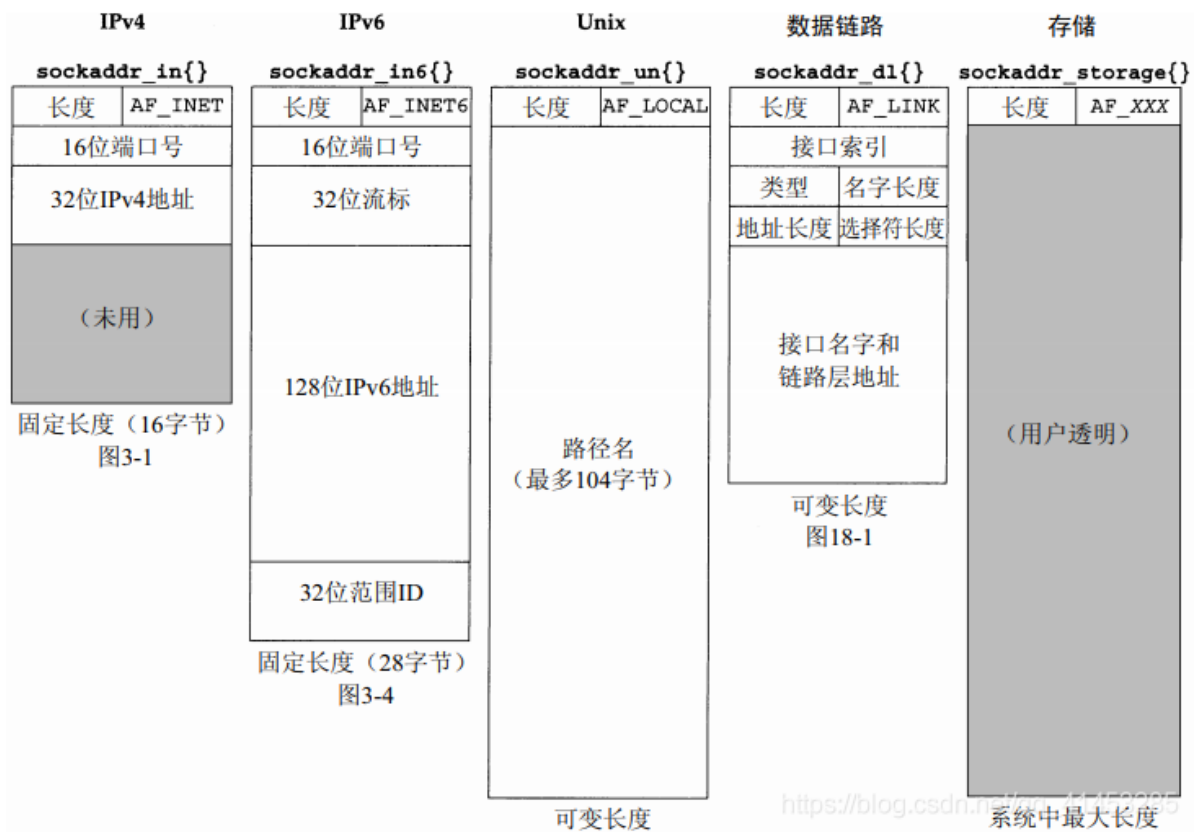 IPv4
sockaddr_in{}
长度 AF_INET
16位端口号
32位IPv4地址
（未用）
固定长度（16字节）
图3-1
IPv6
sockaddr_in6{}
长度 AF_INET6
16位端口号
32位流标
128位IPv6地址
32位范围ID
固定长度（28字节）
图3-4
Unix
sockaddr_un{}
长度 AF_LOCAL
路径名
（最多104字节）
可变长度
数据链路
sockaddr_dl{}
长度 AF_LINK
接口索引
类型 名字长度
地址长度 选择符长度
接口名字和
链路层地址
可变长度
图18-1
存储
sockaddr_storage{}
长度 AF_XXX
（用户透明）
系统中最大长度